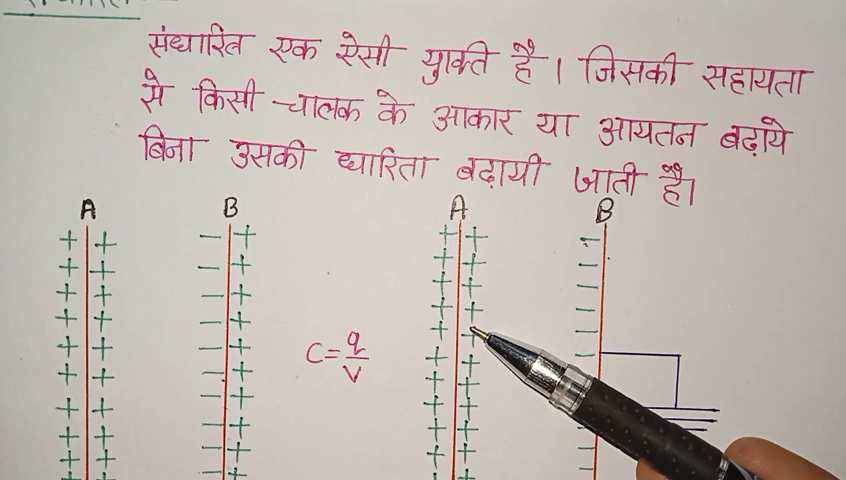 संधारित्र एक ऐसी युक्ति है। जिसकी सहायता
से किसी चालक के आकार या आयतन बढ़ाये
बिना उसकी धारिता बढ़ायी जाती है।
A B A B
C = q/V